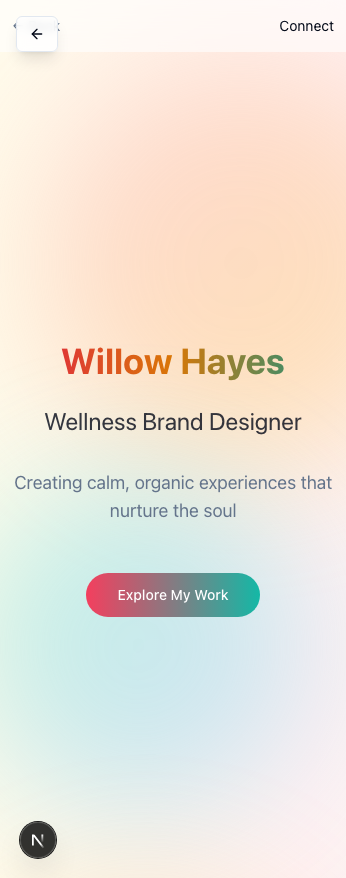 Connect
Willow Hayes
Wellness Brand Designer
Creating calm, organic experiences that
nurture the soul
Explore My Work
N